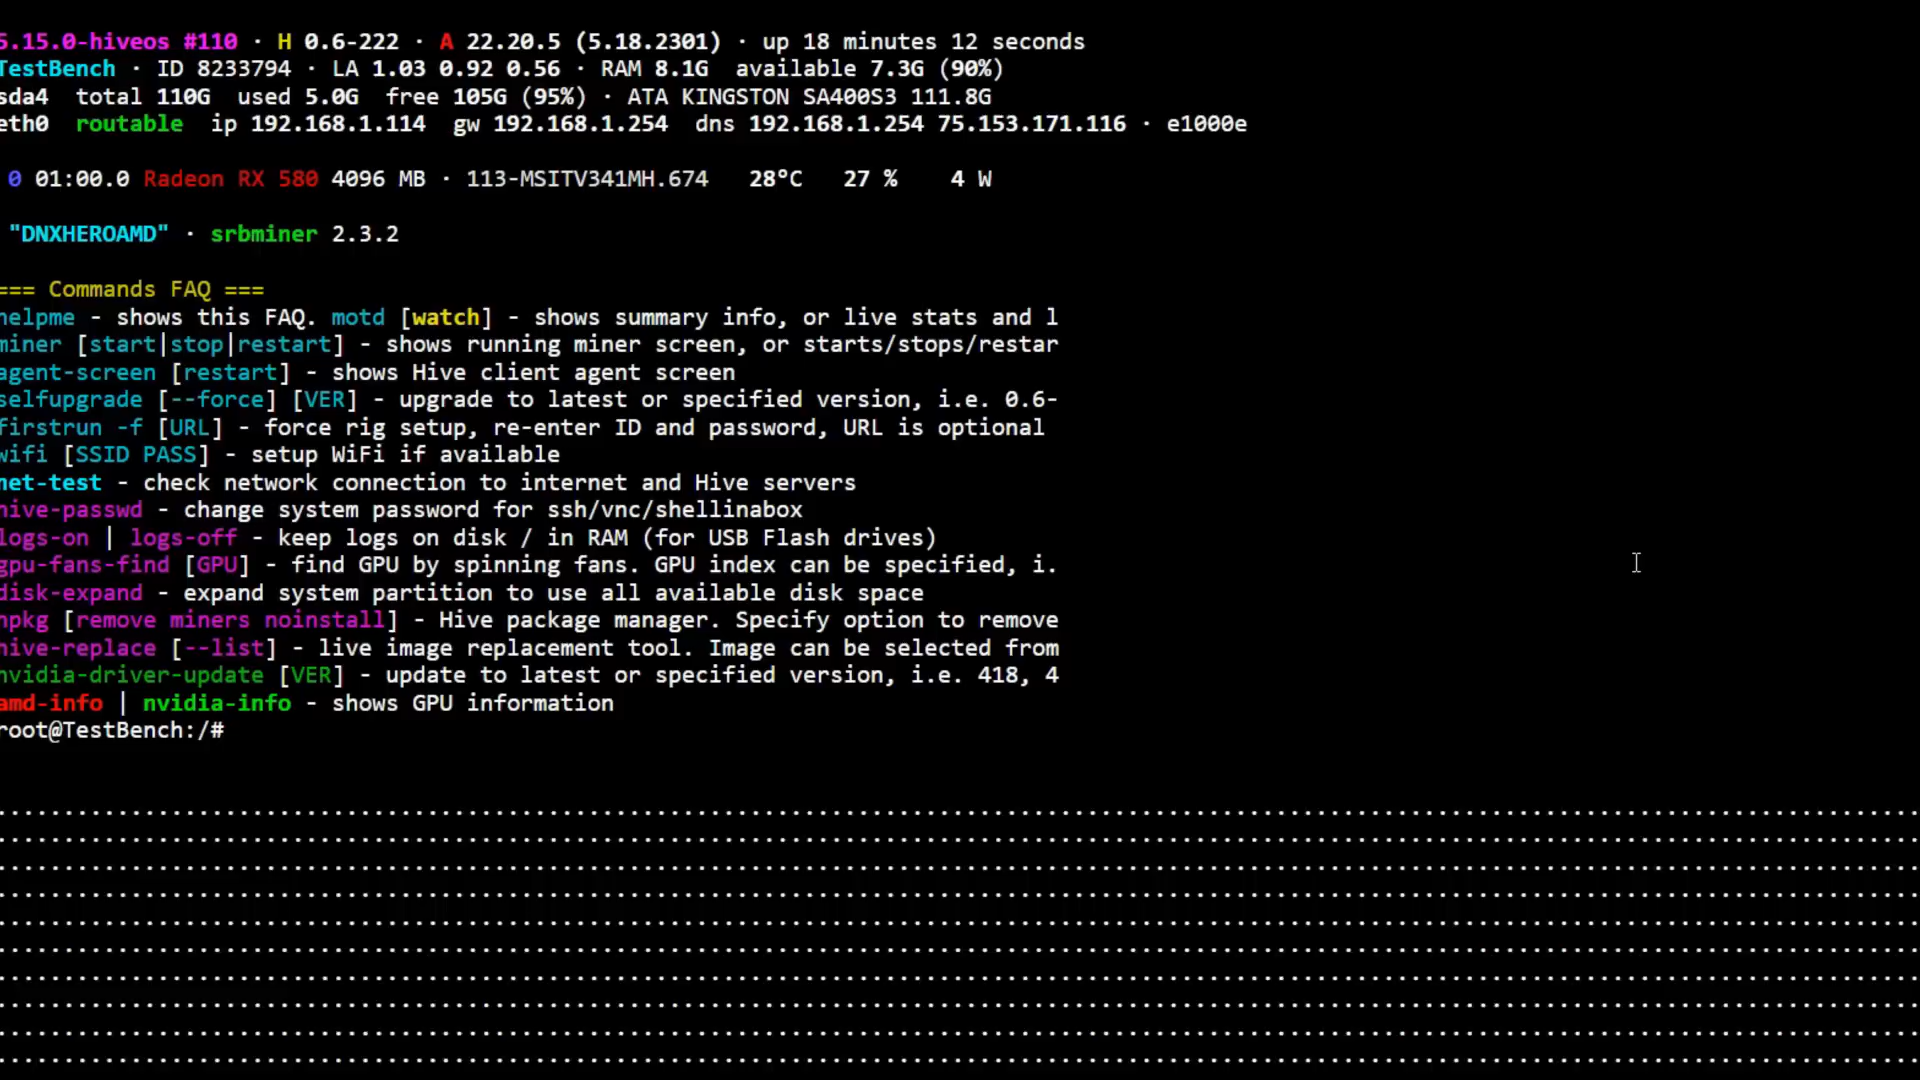 5.15.0-hiveos #110 · H 0.6-222 · A 22.20.5 (5.18.2301) · up 18 minutes 12 seconds
TestBench · ID 8233794 · LA 1.03 0.92 0.56 · RAM 8.1G available 7.3G (90%)
sda4 total 110G used 5.0G free 105G (95%) · ATA KINGSTON SA400S3 111.8G
eth0 routable ip 192.168.1.114 gw 192.168.1.254 dns 192.168.1.254 75.153.171.116 · e1000e
0 01:00.0 Radeon RX 580 4096 MB · 113-MSITV341MH.674 28°C 27 % 4 W
"DNXHEROAMD" · srbminer 2.3.2
=== Commands FAQ ===
helpme - shows this FAQ. motd [watch] - shows summary info, or live stats and l
miner [start|stop|restart] - shows running miner screen, or starts/stops/restar
agent-screen [restart] - shows Hive client agent screen
selfupgrade [--force] [VER] - upgrade to latest or specified version, i.e. 0.6-
firstrun -f [URL] - force rig setup, re-enter ID and password, URL is optional
wifi [SSID PASS] - setup WiFi if available
net-test - check network connection to internet and Hive servers
hive-passwd - change system password for ssh/vnc/shellinabox
logs-on | logs-off - keep logs on disk / in RAM (for USB Flash drives)
gpu-fans-find [GPU] - find GPU by spinning fans. GPU index can be specified, i.
disk-expand - expand system partition to use all available disk space
hpkg [remove miners noinstall] - Hive package manager. Specify option to remove
hive-replace [--list] - live image replacement tool. Image can be selected from
nvidia-driver-update [VER] - update to latest or specified version, i.e. 418, 4
amd-info | nvidia-info - shows GPU information
root@TestBench:/#